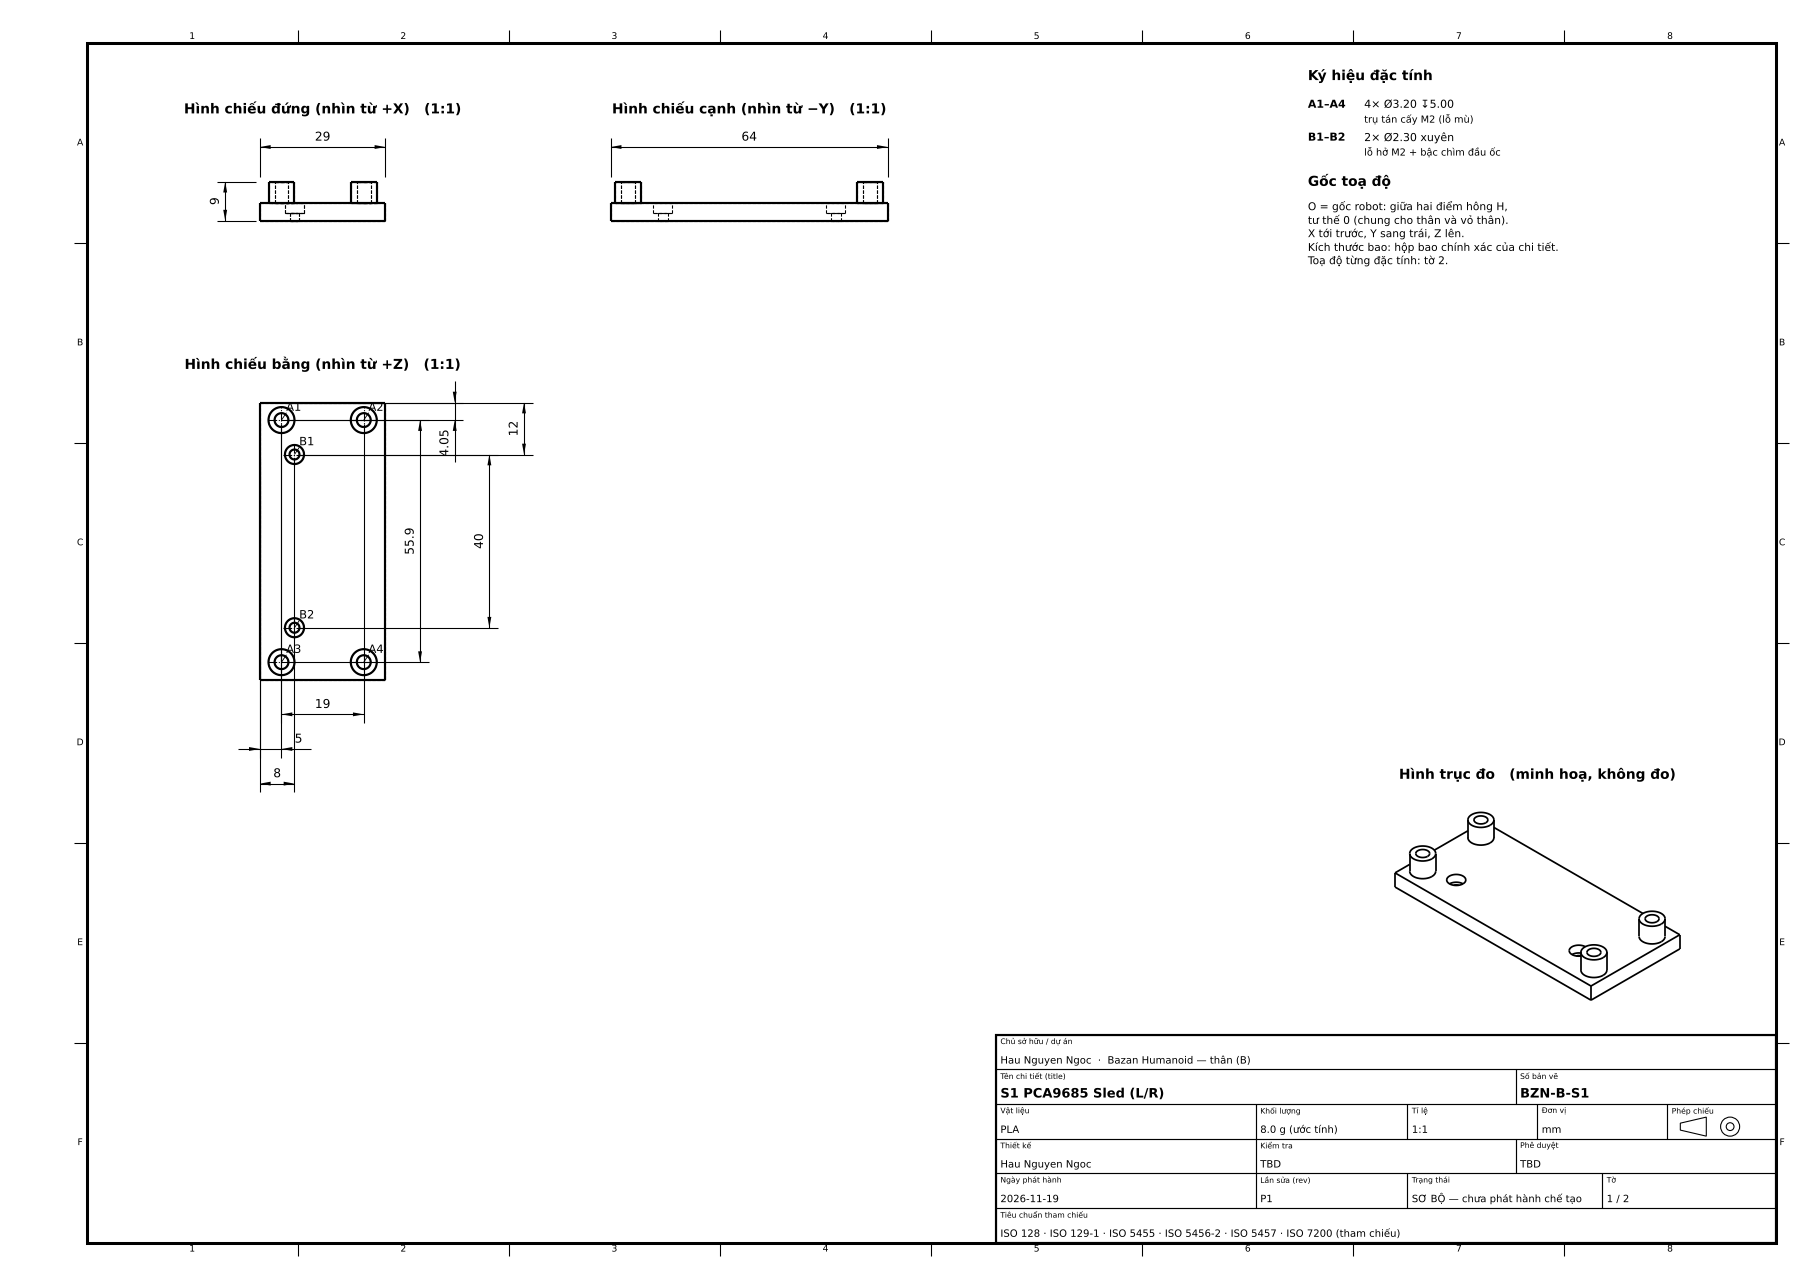 1 2 3 4 5 6 7 8
Hình chiếu đứng (nhìn từ +X) (1:1)
Hình chiếu cạnh (nhìn từ −Y) (1:1)
29
64
9
Ký hiệu đặc tính
A1–A4 4× Ø3.20 ↧5.00
trụ tán cấy M2 (lỗ mù)
B1–B2 2× Ø2.30 xuyên
lỗ hở M2 + bậc chìm đầu ốc
Gốc toạ độ
O = gốc robot: giữa hai điểm hông H,
tư thế 0 (chung cho thân và vỏ thân).
X tới trước, Y sang trái, Z lên.
Kích thước bao: hộp bao chính xác của chi tiết.
Toạ độ từng đặc tính: tờ 2.
A A
B B
C C
D D
E E
F F
Hình chiếu bằng (nhìn từ +Z) (1:1)
A1
A2
B1
4.05
12
55.9
40
B2
A3
A4
19
5
8
Hình trục đo (minh hoạ, không đo)
Chủ sở hữu / dự án
Hau Nguyen Ngoc · Bazan Humanoid — thân (B)
Tên chi tiết (title) Số bản vẽ
S1 PCA9685 Sled (L/R) BZN-B-S1
Vật liệu Khối lượng Tỉ lệ Đơn vị Phép chiếu
PLA 8.0 g (ước tính) 1:1 mm
Thiết kế Kiểm tra Phê duyệt
Hau Nguyen Ngoc TBD TBD
Ngày phát hành Lần sửa (rev) Trạng thái Tờ
2026-11-19 P1 SƠ BỘ — chưa phát hành chế tạo 1 / 2
Tiêu chuẩn tham chiếu
ISO 128 · ISO 129-1 · ISO 5455 · ISO 5456-2 · ISO 5457 · ISO 7200 (tham chiếu)
1 2 3 4 5 6 7 8